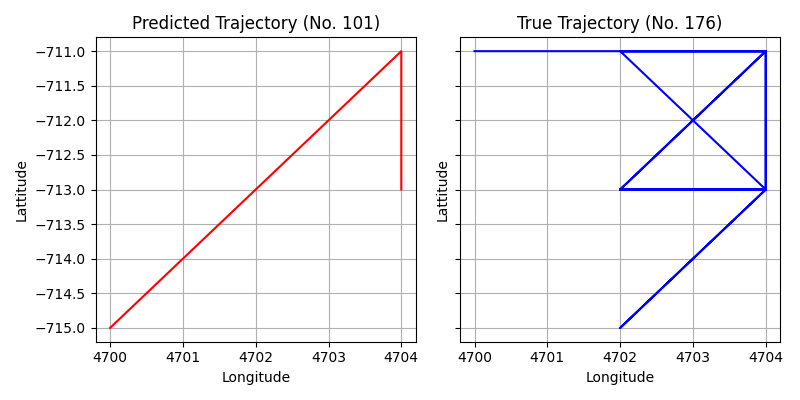 Predicted Trajectory (No. 101)
True Trajectory (No. 176)
−711.0
−711.5
−712.0
−712.5
−713.0
−713.5
−714.0
−714.5
−715.0
Lattitude
Lattitude
4700 4701 4702 4703 4704
4700 4701 4702 4703 4704
Longitude
Longitude